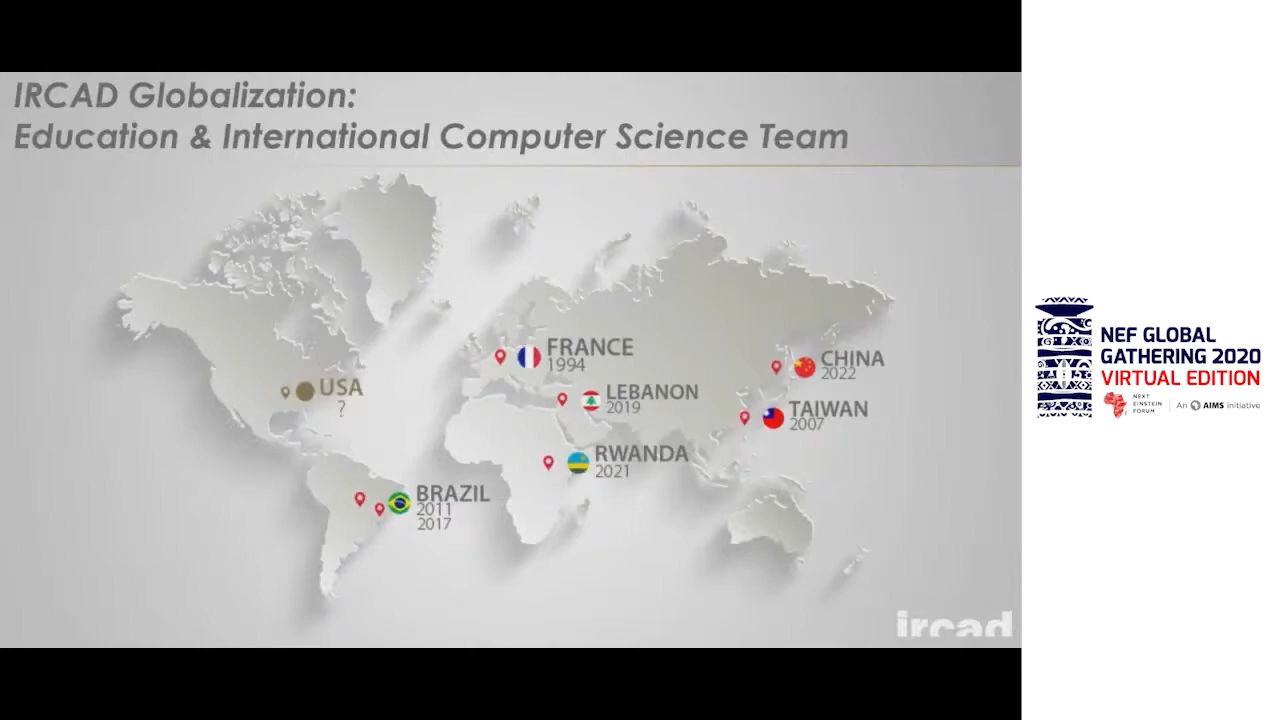 IRCAD Globalization:
Education & International Computer Science Team
FRANCE
1994
CHINA
2022
USA
?
LEBANON
2019
TAIWAN
2007
RWANDA
2021
BRAZIL
2011
2017
ircad
NEF GLOBAL
GATHERING 2020
VIRTUAL EDITION
NEXT
EINSTEIN
FORUM
An AIMS initiative